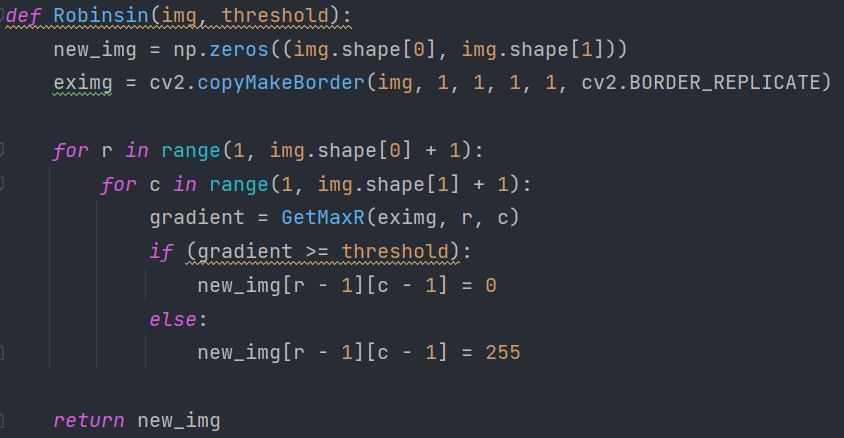 def Robinsin(img, threshold):
    new_img = np.zeros((img.shape[0], img.shape[1]))
    eximg = cv2.copyMakeBorder(img, 1, 1, 1, 1, cv2.BORDER_REPLICATE)

    for r in range(1, img.shape[0] + 1):
        for c in range(1, img.shape[1] + 1):
            gradient = GetMaxR(eximg, r, c)
            if (gradient >= threshold):
                new_img[r - 1][c - 1] = 0
            else:
                new_img[r - 1][c - 1] = 255

    return new_img